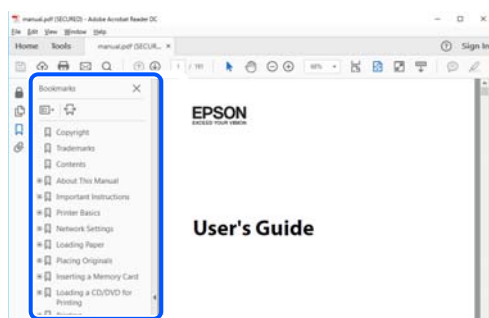 manual.pdf (SECURED) - Adobe Acrobat Reader DC
File Edit View Window Help
Home Tools manual.pdf (SECUR... ×
Sign In
1 / 191
Bookmarks
Copyright
Trademarks
Contents
About This Manual
Important Instructions
Printer Basics
Network Settings
Loading Paper
Placing Originals
Inserting a Memory Card
Loading a CD/DVD for
Printing
EPSON
EXCEED YOUR VISION
User's Guide